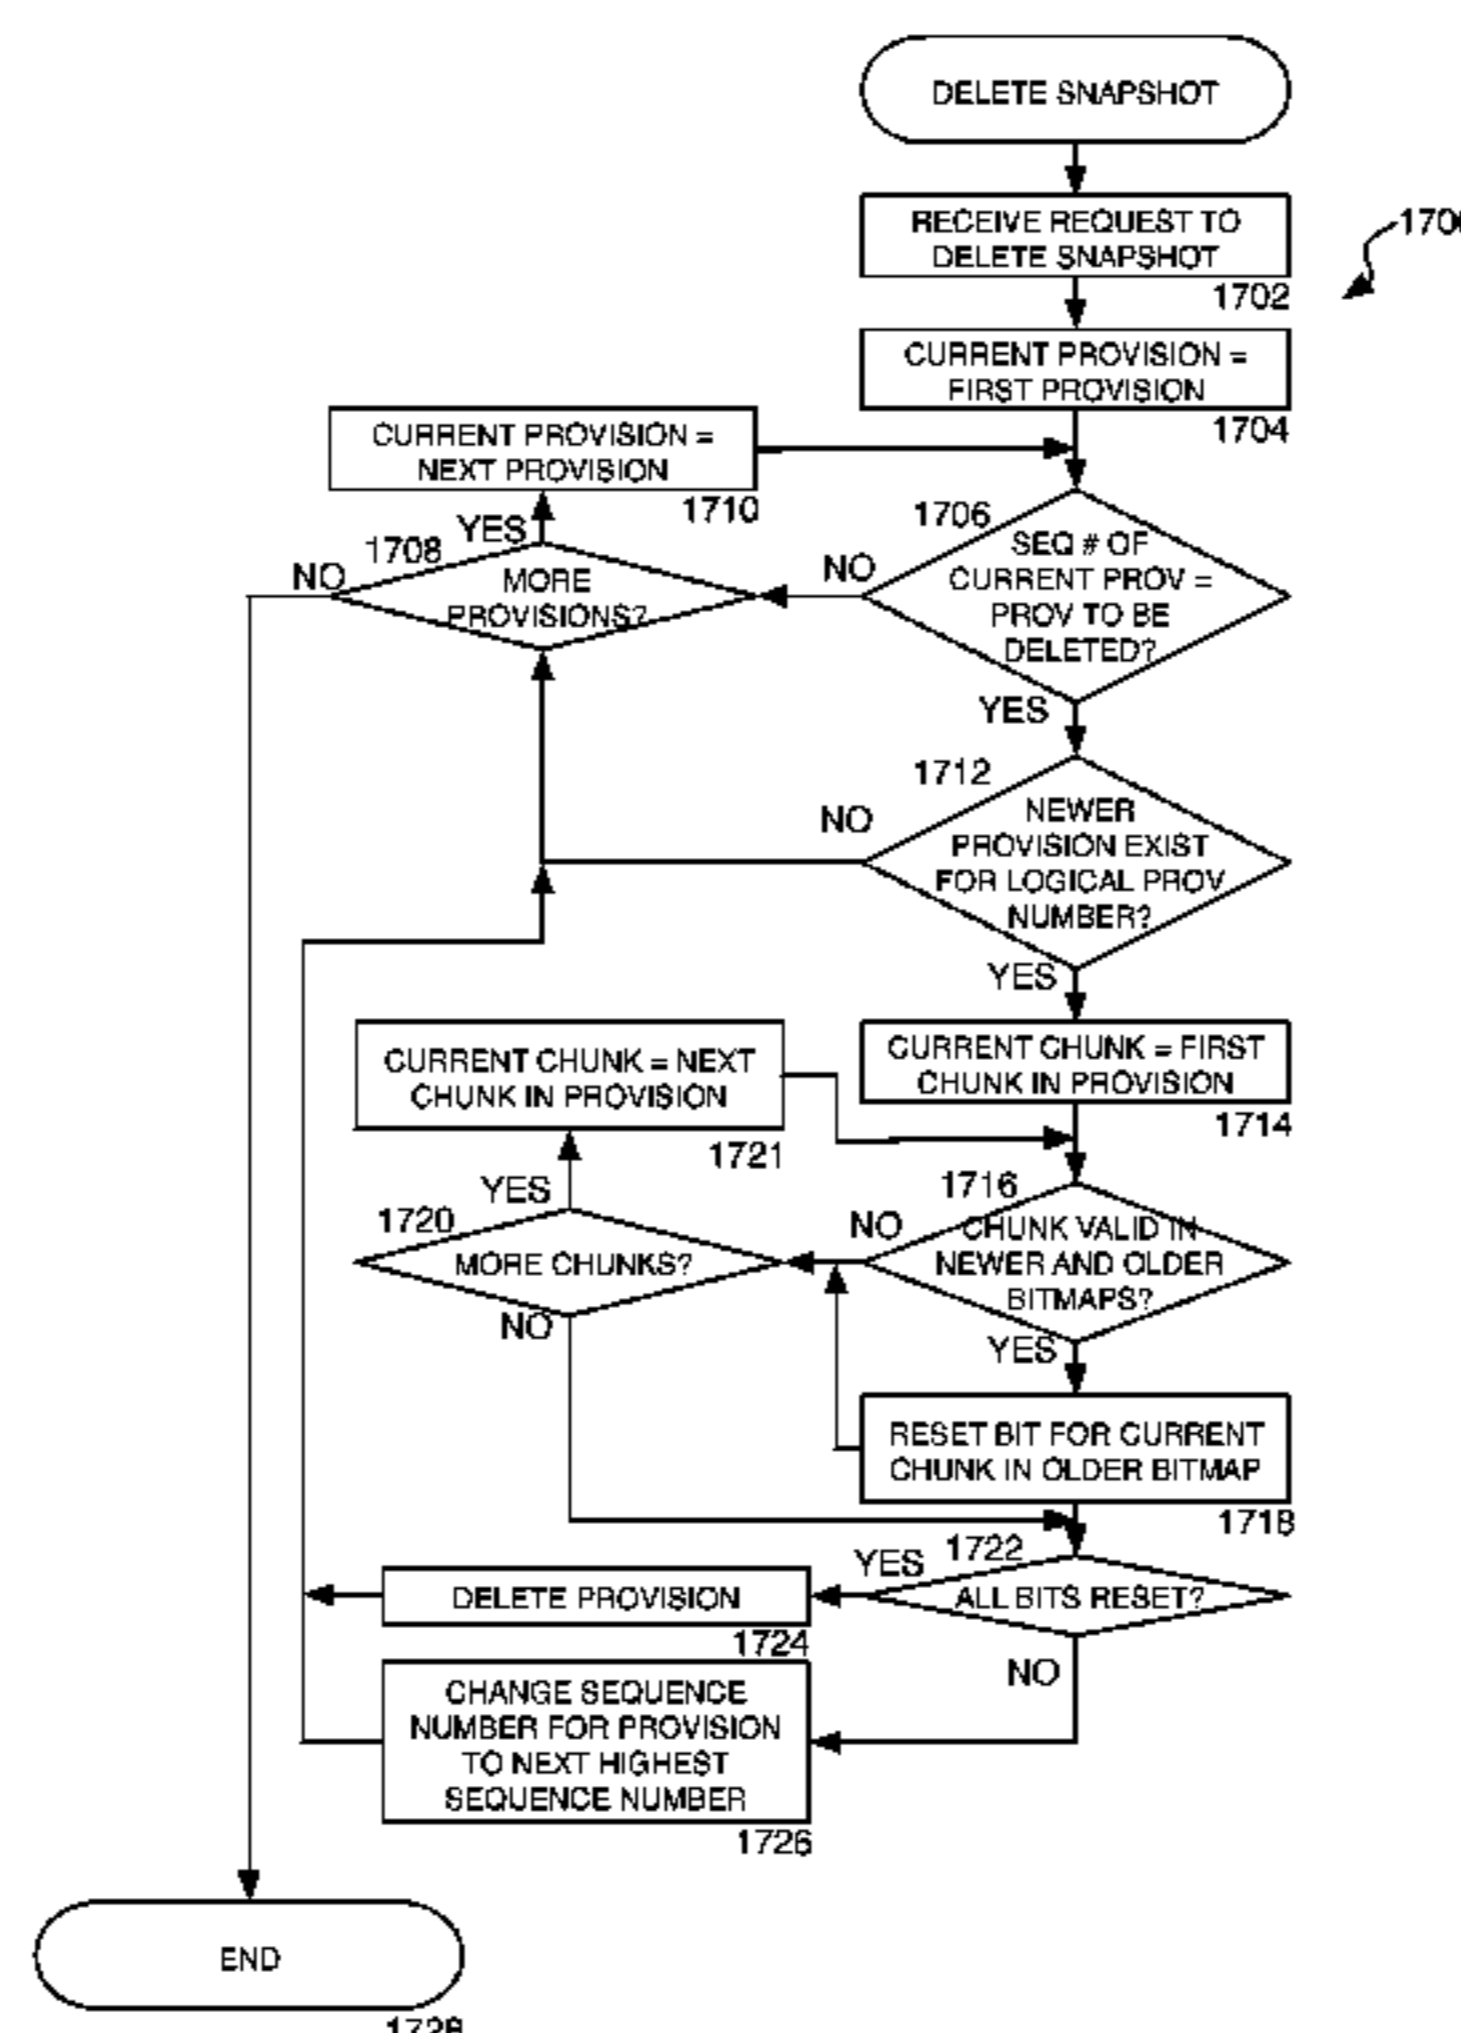 DELETE SNAPSHOT
RECEIVE REQUEST TO
DELETE SNAPSHOT
1702
CURRENT PROVISION =
FIRST PROVISION
1704
CURRENT PROVISION =
NEXT PROVISION
1710
YES
1708
NO
MORE
PROVISIONS?
NO
1706
SEQ # OF
CURRENT PROV =
PROV TO BE
DELETED?
YES
1712
NO
NEWER
PROVISION EXIST
FOR LOGICAL PROV
NUMBER?
YES
CURRENT CHUNK = NEXT
CHUNK IN PROVISION
1721
CURRENT CHUNK = FIRST
CHUNK IN PROVISION
1714
YES
1720
MORE CHUNKS?
NO
1716
NO
CHUNK VALID IN
NEWER AND OLDER
BITMAPS?
YES
RESET BIT FOR CURRENT
CHUNK IN OLDER BITMAP
1718
1722
YES
ALL BITS RESET?
NO
DELETE PROVISION
1724
CHANGE SEQUENCE
NUMBER FOR PROVISION
TO NEXT HIGHEST
SEQUENCE NUMBER
1726
END
1728